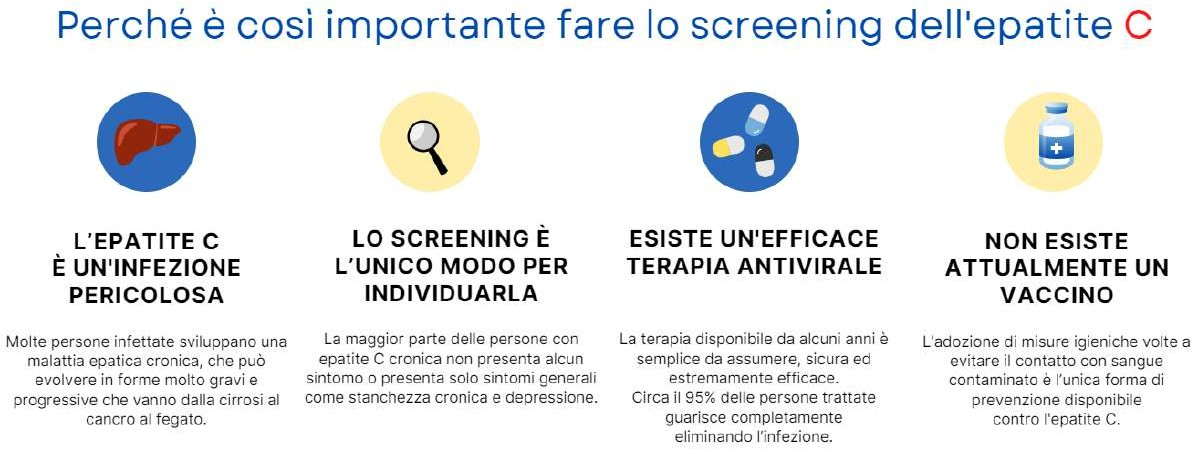 Perché è così importante fare lo screening dell'epatite C
L'EPATITE C
È UN'INFEZIONE
PERICOLOSA
Molte persone infettate sviluppano una
malattia epatica cronica, che può
evolvere in forme molto gravi e
progressive che vanno dalla cirrosi al
cancro al fegato.
LO SCREENING È
L'UNICO MODO PER
INDIVIDUARLA
La maggior parte delle persone con
epatite C cronica non presenta alcun
sintomo o presenta solo sintomi generali
come stanchezza cronica e depressione.
ESISTE UN'EFFICACE
TERAPIA ANTIVIRALE
La terapia disponibile da alcuni anni è
semplice da assumere, sicura ed
estremamente efficace.
Circa il 95% delle persone trattate
guarisce completamente
eliminando l'infezione.
NON ESISTE
ATTUALMENTE UN
VACCINO
L'adozione di misure igieniche volte a
evitare il contatto con sangue
contaminato è l'unica forma di
prevenzione disponibile
contro l'epatite C.